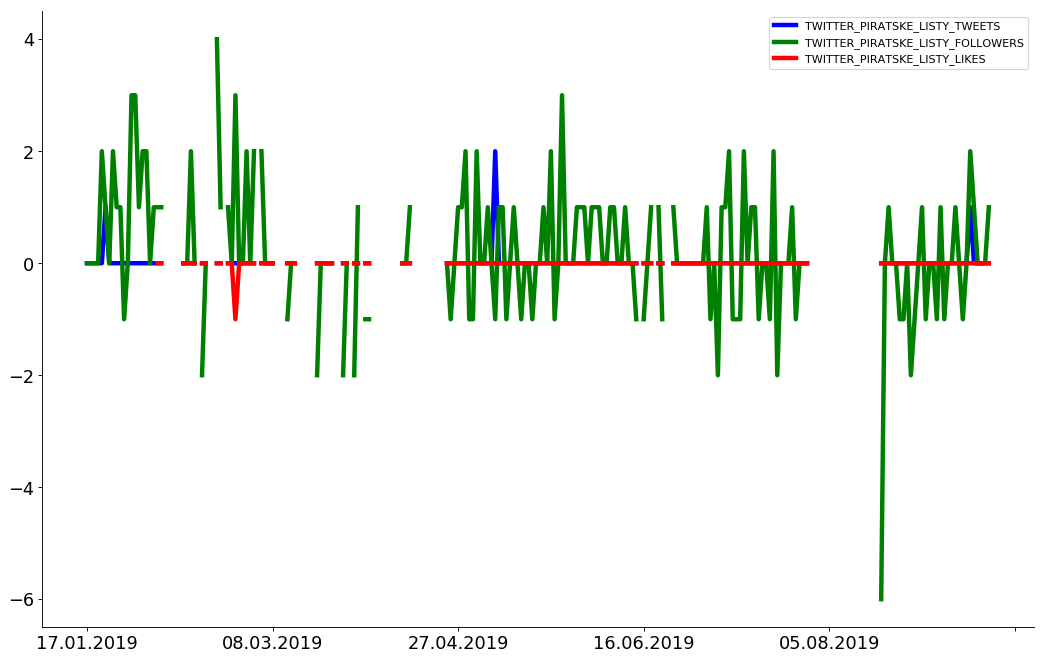 TWITTER_PIRATSKE_LISTY_TWEETS
TWITTER_PIRATSKE_LISTY_FOLLOWERS
TWITTER_PIRATSKE_LISTY_LIKES
4
2
0
−2
−4
−6
17.01.2019 08.03.2019 27.04.2019 16.06.2019 05.08.2019